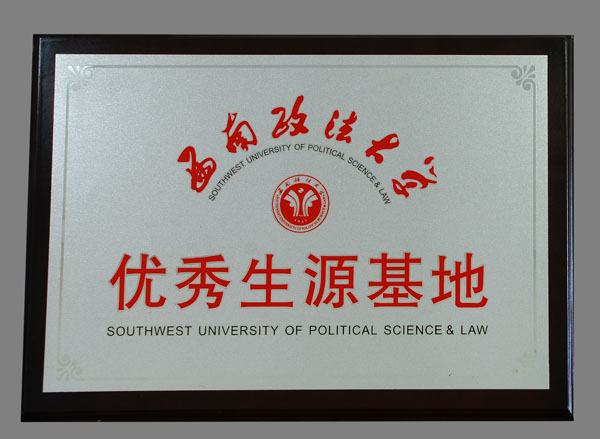 西南政法大学
SOUTHWEST UNIVERSITY OF POLITICAL SCIENCE & LAW
优秀生源基地
SOUTHWEST UNIVERSITY OF POLITICAL SCIENCE & LAW